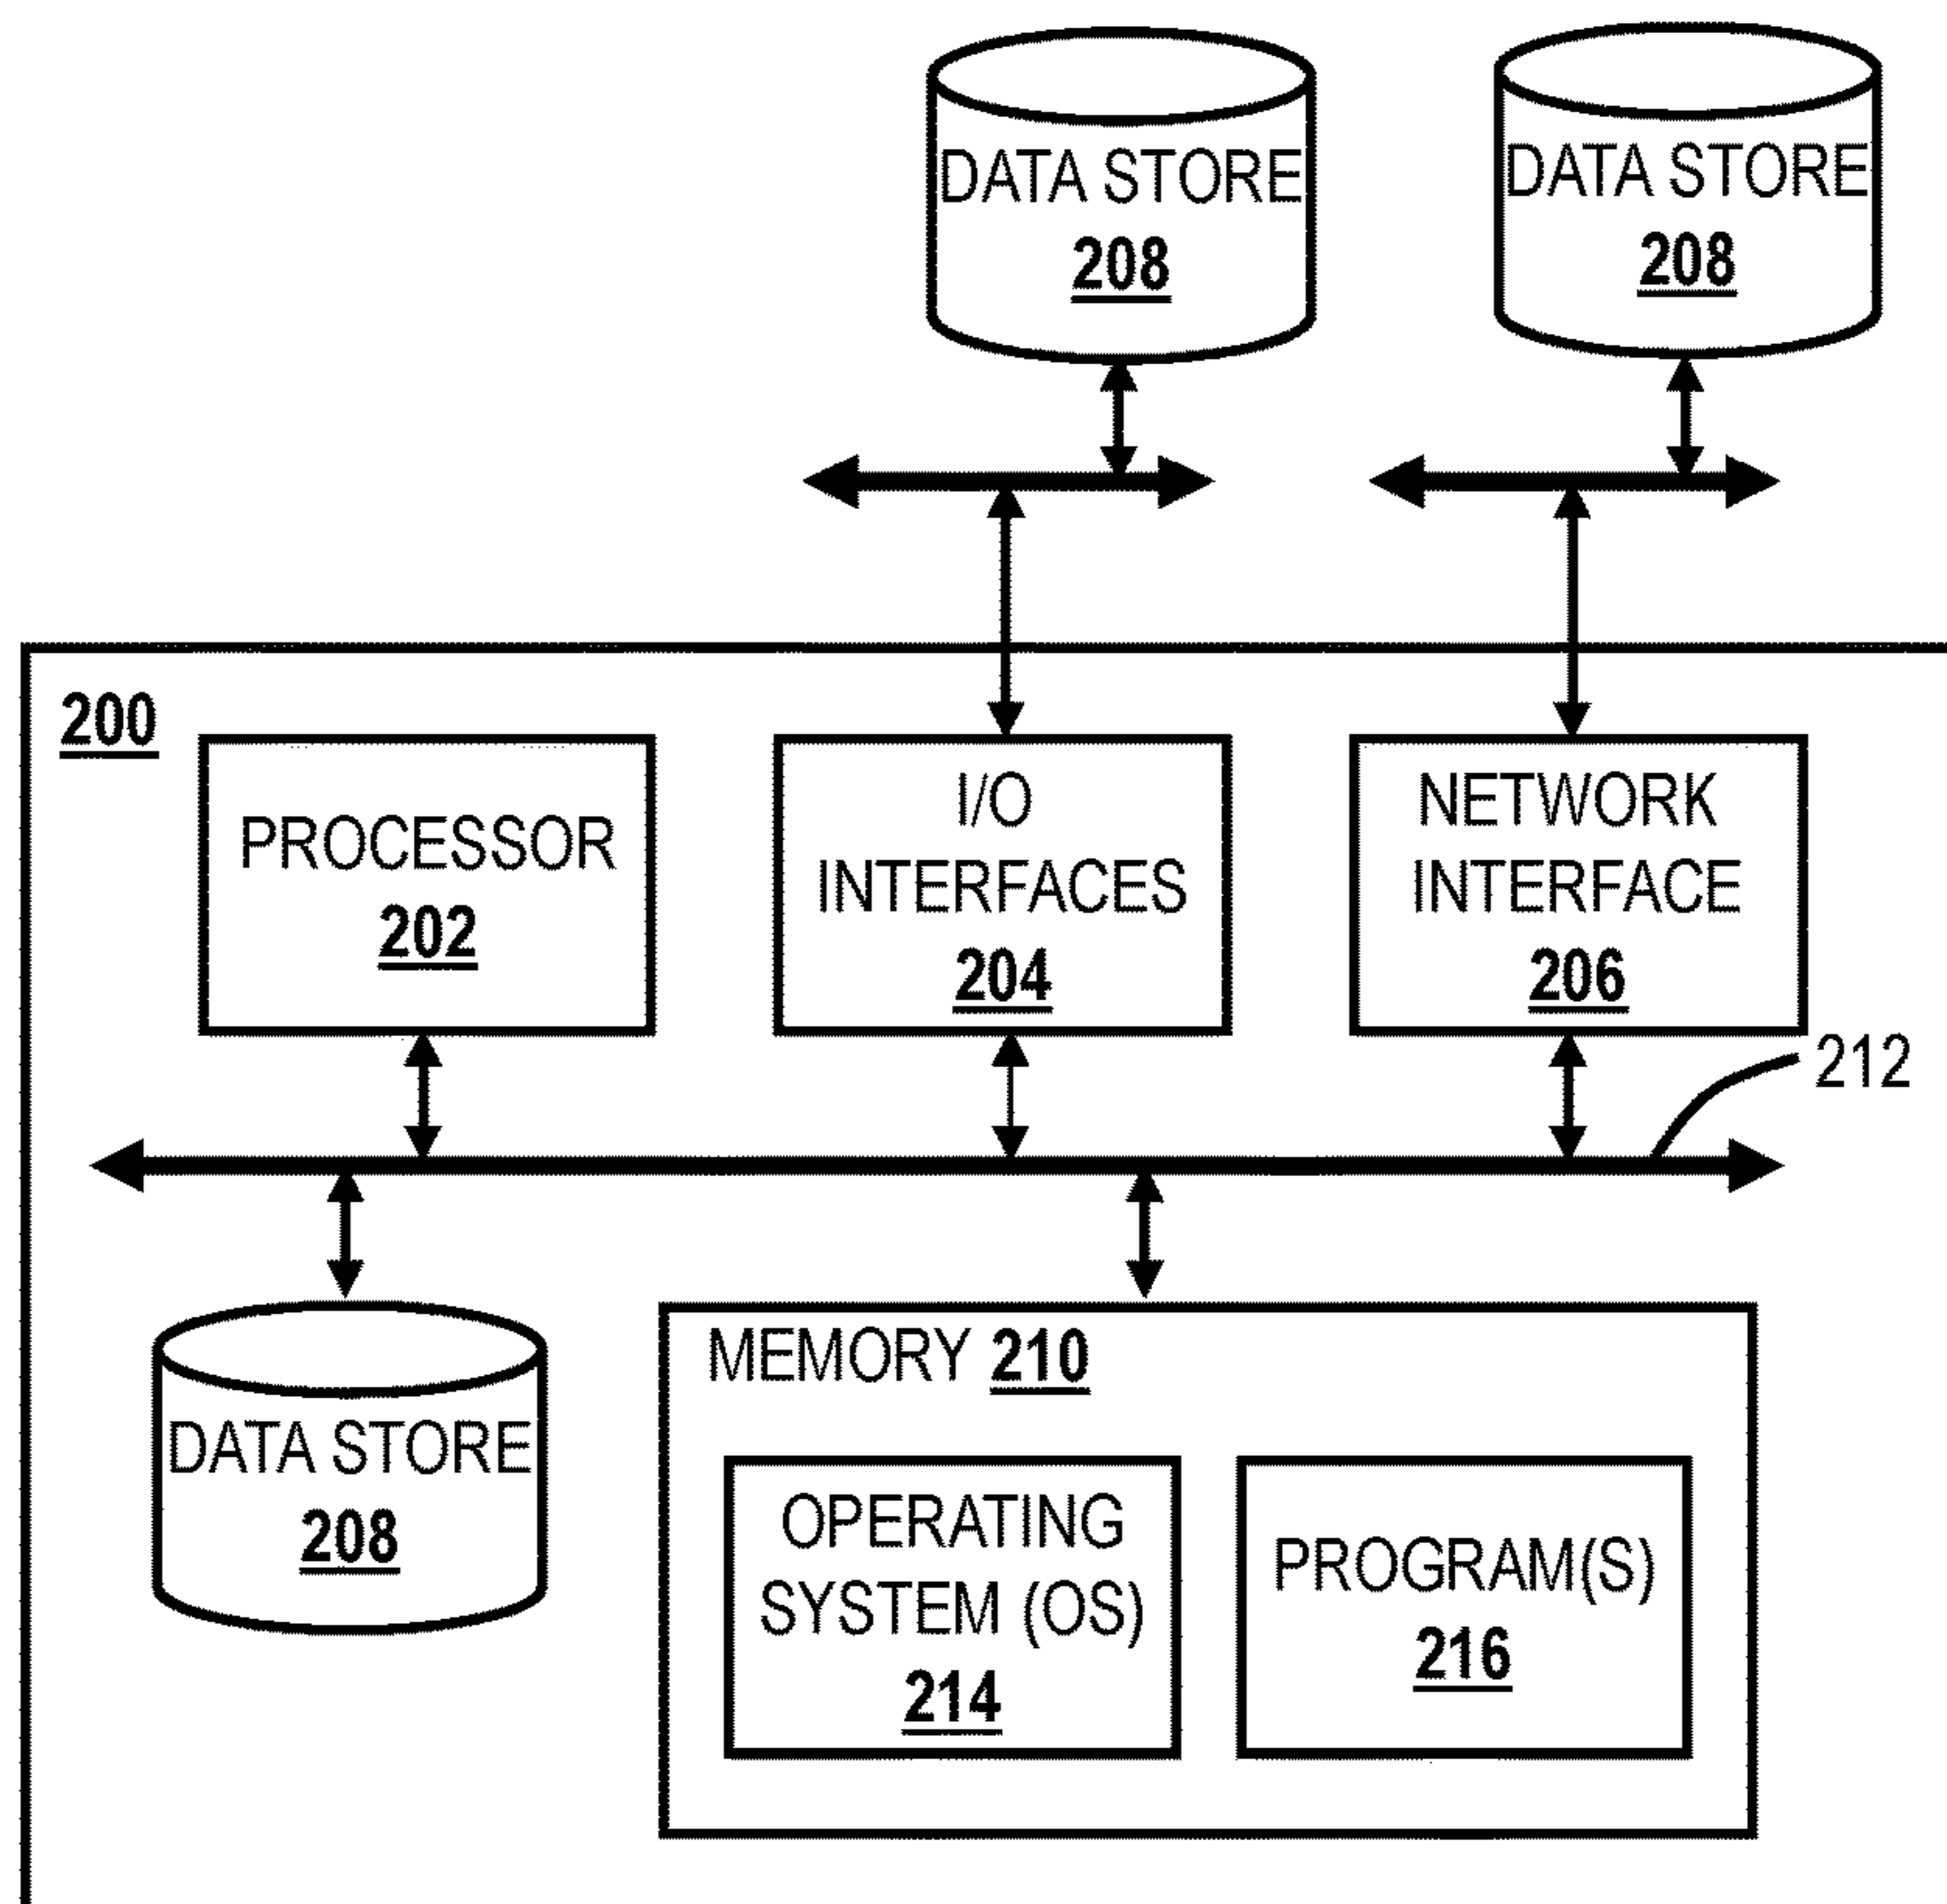 DATA STORE
208
DATA STORE
208
200
PROCESSOR
202
I/O
INTERFACES
204
NETWORK
INTERFACE
206
212
DATA STORE
208
MEMORY 210
OPERATING
SYSTEM (OS)
214
PROGRAM(S)
216